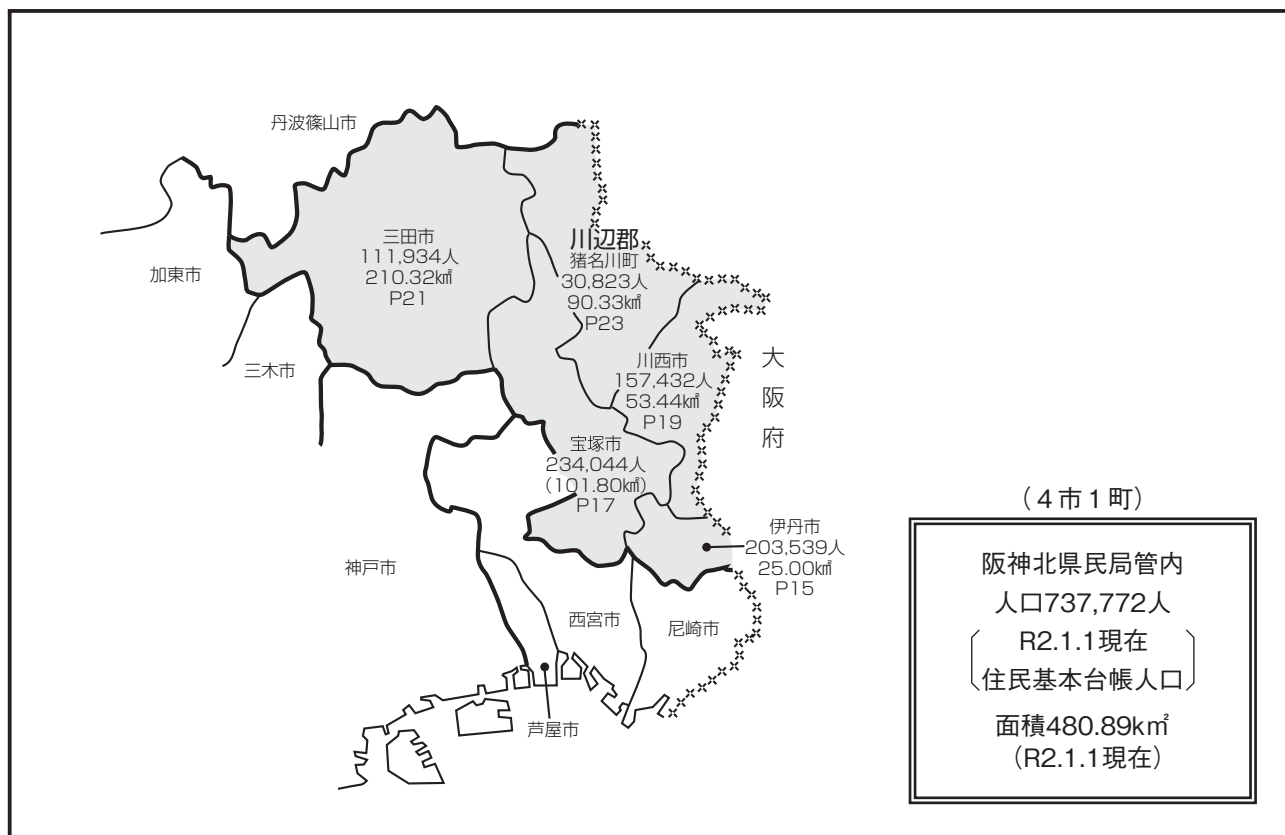 丹波篠山市
三田市
111,934人
210.32㎢
P21
加東市
三木市
川辺郡
猪名川町
30,823人
90.33㎢
P23
川西市
157,432人
53.44㎢
P19
大阪府
宝塚市
234,044人
(101.80㎢)
P17
伊丹市
203,539人
25.00㎢
P15
神戸市
西宮市
尼崎市
芦屋市
（４市１町）
阪神北県民局管内
人口737,772人
R2.1.1現在
住民基本台帳人口
面積480.89k㎡
（R2.1.1現在）